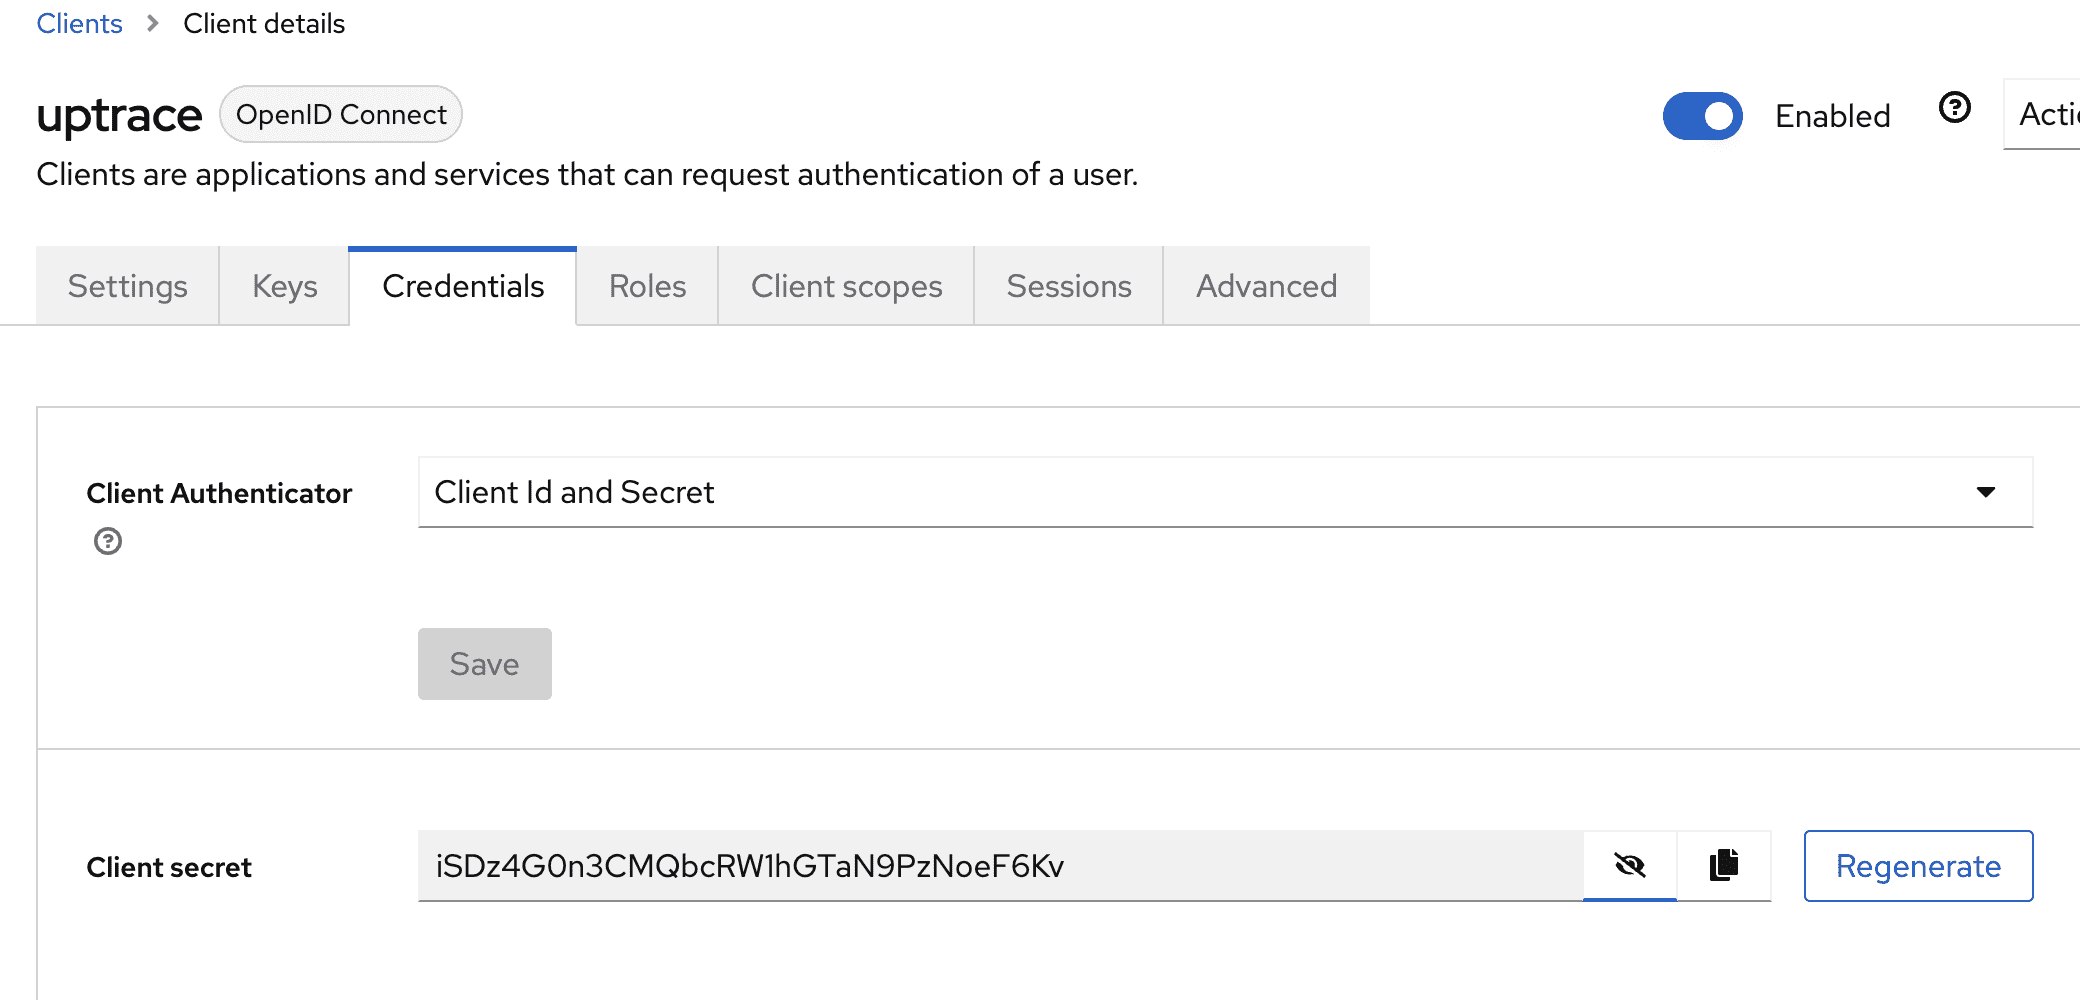 Clients > Client details
uptrace OpenID Connect
Enabled
Acti
Clients are applications and services that can request authentication of a user.
Settings Keys Credentials Roles Client scopes Sessions Advanced
Client Authenticator
Client Id and Secret
Save
Client secret
iSDz4G0n3CMQbcRW1hGTaN9PzNoeF6Kv
Regenerate